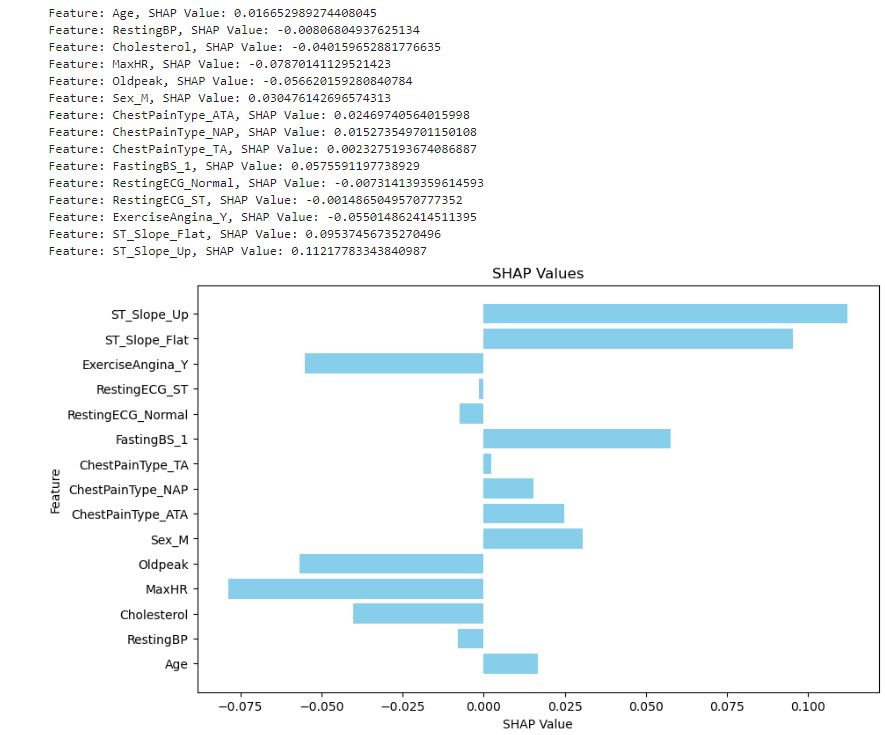 Feature: Age, SHAP Value: 0.016652989274408045
Feature: RestingBP, SHAP Value: -0.00806804937625134
Feature: Cholesterol, SHAP Value: -0.040159652881776635
Feature: MaxHR, SHAP Value: -0.07870141129521423
Feature: Oldpeak, SHAP Value: -0.056620159280840784
Feature: Sex_M, SHAP Value: 0.030476142696574313
Feature: ChestPainType_ATA, SHAP Value: 0.02469740564015998
Feature: ChestPainType_NAP, SHAP Value: 0.015273549701150108
Feature: ChestPainType_TA, SHAP Value: 0.0023275193674086887
Feature: FastingBS_1, SHAP Value: 0.0575591197738929
Feature: RestingECG_Normal, SHAP Value: -0.007314139359614593
Feature: RestingECG_ST, SHAP Value: -0.0014865049570777352
Feature: ExerciseAngina_Y, SHAP Value: -0.055014862414511395
Feature: ST_Slope_Flat, SHAP Value: 0.09537456735270496
Feature: ST_Slope_Up, SHAP Value: 0.11217783343840987
SHAP Values
ST_Slope_Up
ST_Slope_Flat
ExerciseAngina_Y
RestingECG_ST
RestingECG_Normal
FastingBS_1
ChestPainType_TA
ChestPainType_NAP
ChestPainType_ATA
Sex_M
Oldpeak
MaxHR
Cholesterol
RestingBP
Age
Feature
−0.075 −0.050 −0.025 0.000 0.025 0.050 0.075 0.100
SHAP Value